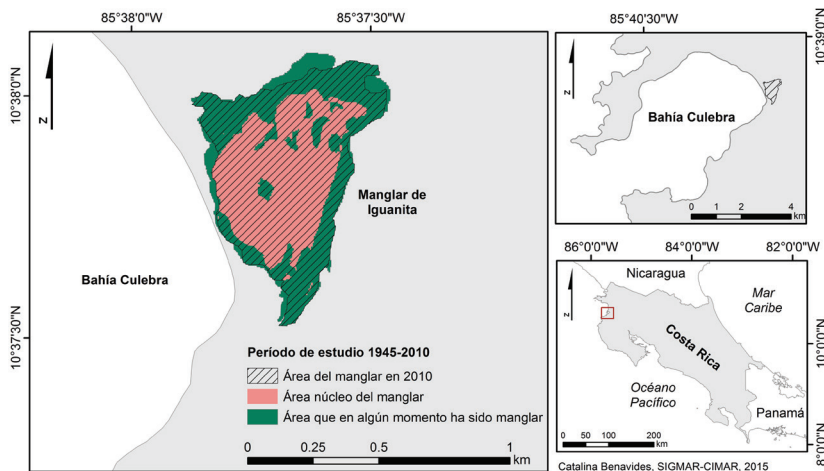 85°38'0"W
85°37'30"W
10°38'0"N
10°37'30"N
N
Manglar de
Iguanita
Bahía Culebra
Período de estudio 1945-2010
Área del manglar en 2010
Área núcleo del manglar
Área que en algún momento ha sido manglar
0 0.25 0.5 1
km
85°40'30"W
10°39'0"N
N
Bahía Culebra
0 1 2 4
km
86°0'0"W 84°0'0"W 82°0'0"W
N
Nicaragua
Mar
Caribe
Costa Rica
10°0'0"N
Océano
Pacífico
Panamá
0 50 100 200
km
8°0'0"N
Catalina Benavides, SIGMAR-CIMAR, 2015